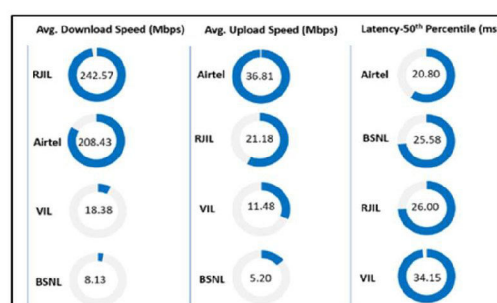 Avg. Download Speed (Mbps)
RJIL
242.57
Airtel
208.43
VIL
18.38
BSNL
8.13
Avg. Upload Speed (Mbps)
Airtel
36.81
RJIL
21.18
VIL
11.48
BSNL
5.20
Latency-50th Percentile (ms
Airtel
20.80
BSNL
25.58
RJIL
26.00
VIL
34.15